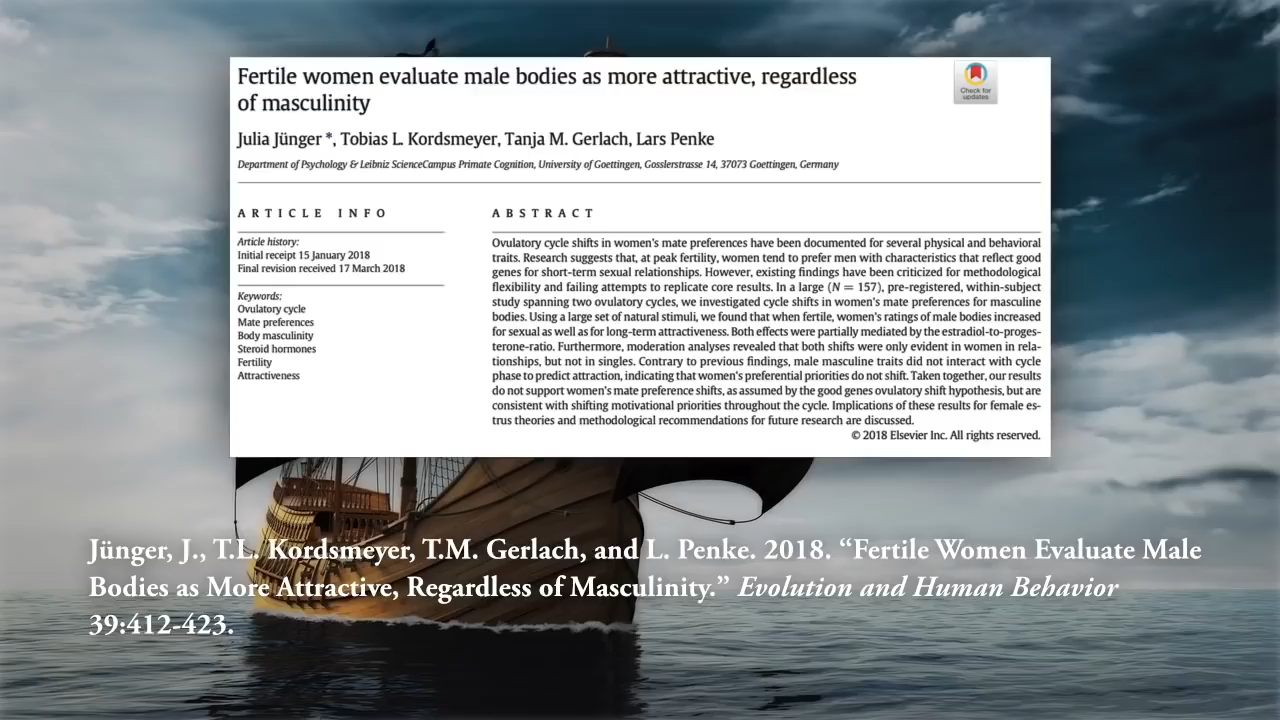 Fertile women evaluate male bodies as more attractive, regardless
of masculinity
Check for
updates
Julia Jünger *, Tobias L. Kordsmeyer, Tanja M. Gerlach, Lars Penke
Department of Psychology & Leibniz ScienceCampus Primate Cognition, University of Goettingen, Gosslerstrasse 14, 37073 Goettingen, Germany
ARTICLE INFO
Article history:
Initial receipt 15 January 2018
Final revision received 17 March 2018
Keywords:
Ovulatory cycle
Mate preferences
Body masculinity
Steroid hormones
Fertility
Attractiveness
ABSTRACT
Ovulatory cycle shifts in women's mate preferences have been documented for several physical and behavioral
traits. Research suggests that, at peak fertility, women tend to prefer men with characteristics that reflect good
genes for short-term sexual relationships. However, existing findings have been criticized for methodological
flexibility and failing attempts to replicate core results. In a large (N = 157), pre-registered, within-subject
study spanning two ovulatory cycles, we investigated cycle shifts in women's mate preferences for masculine
bodies. Using a large set of natural stimuli, we found that when fertile, women's ratings of male bodies increased
for sexual as well as for long-term attractiveness. Both effects were partially mediated by the estradiol-to-proges-
terone-ratio. Furthermore, moderation analyses revealed that both shifts were only evident in women in rela-
tionships, but not in singles. Contrary to previous findings, male masculine traits did not interact with cycle
phase to predict attraction, indicating that women's preferential priorities do not shift. Taken together, our results
do not support women's mate preference shifts, as assumed by the good genes ovulatory shift hypothesis, but are
consistent with shifting motivational priorities throughout the cycle. Implications of these results for female es-
trus theories and methodological recommendations for future research are discussed.
© 2018 Elsevier Inc. All rights reserved.
Jünger, J., T.L. Kordsmeyer, T.M. Gerlach, and L. Penke. 2018. “Fertile Women Evaluate Male
Bodies as More Attractive, Regardless of Masculinity.” Evolution and Human Behavior
39:412-423.